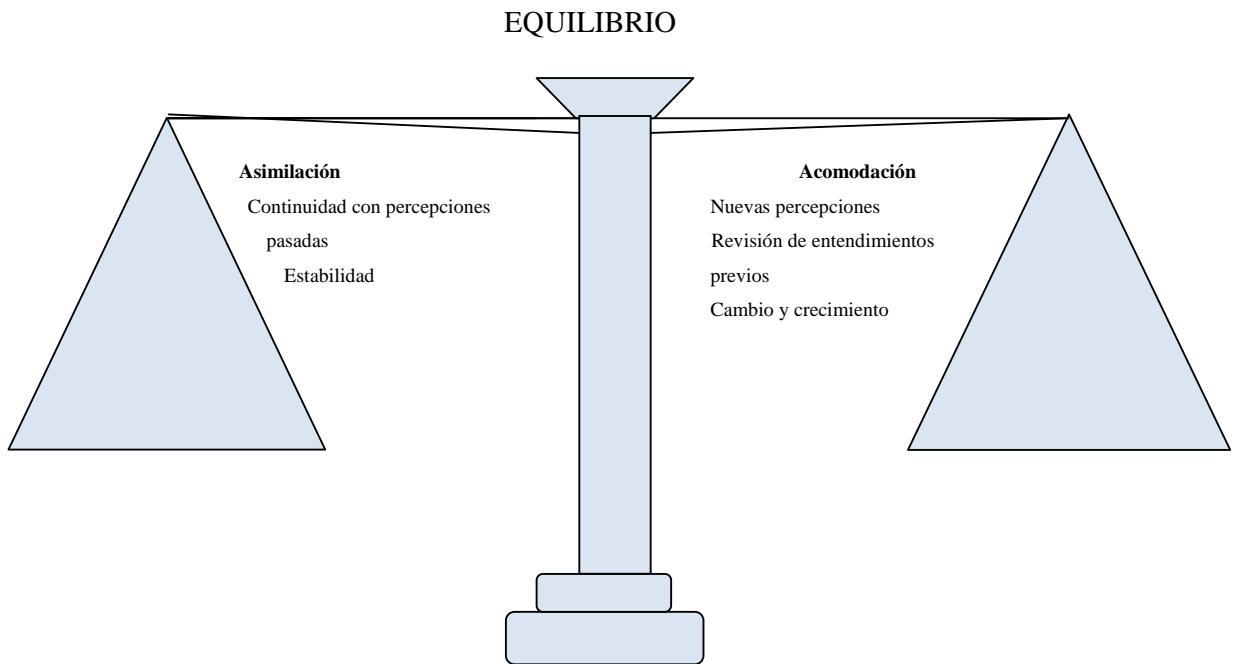 EQUILIBRIO
Asimilación
Continuidad con percepciones
pasadas
Estabilidad
Acomodación
Nuevas percepciones
Revisión de entendimientos
previos
Cambio y crecimiento